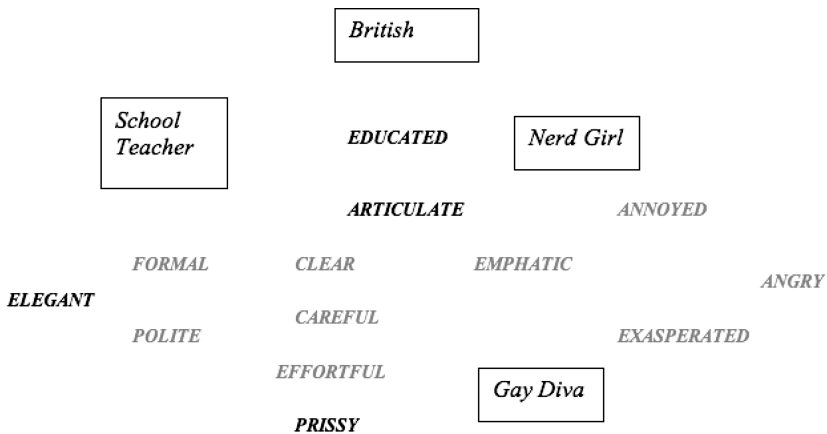 British
School
Teacher
EDUCATED
Nerd Girl
ARTICULATE
ANNOYED
FORMAL
CLEAR
EMPHATIC
ANGRY
ELEGANT
CAREFUL
POLITE
EXASPERATED
EFFORTFUL
Gay Diva
PRISSY